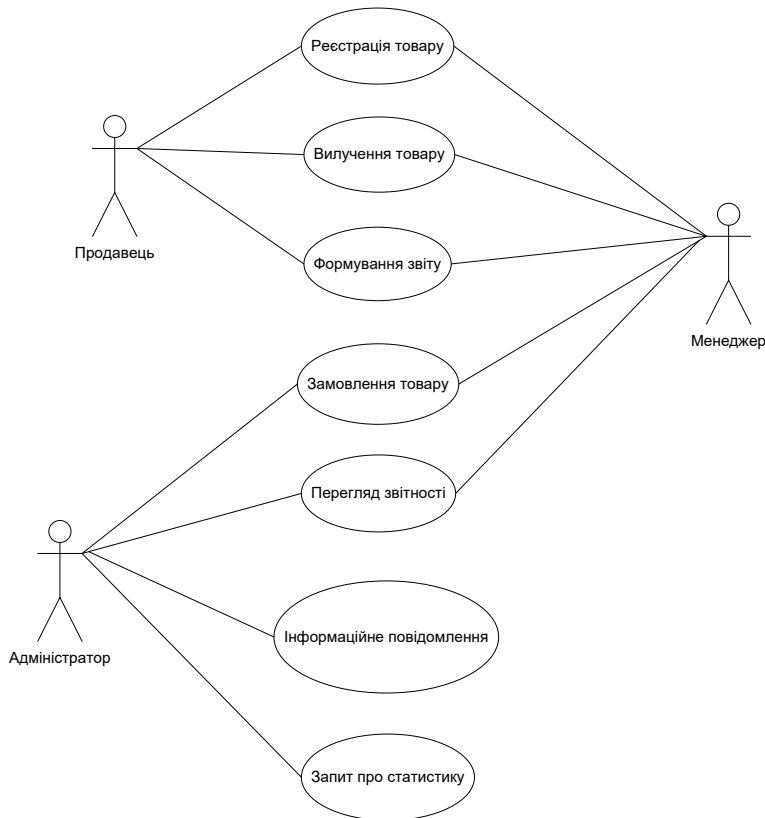 Реєстрація товару
Вилучення товару
Продавець
Формування звіту
Менеджер
Замовлення товару
Перегляд звітності
Інформаційне повідомлення
Адміністратор
Запит про статистику